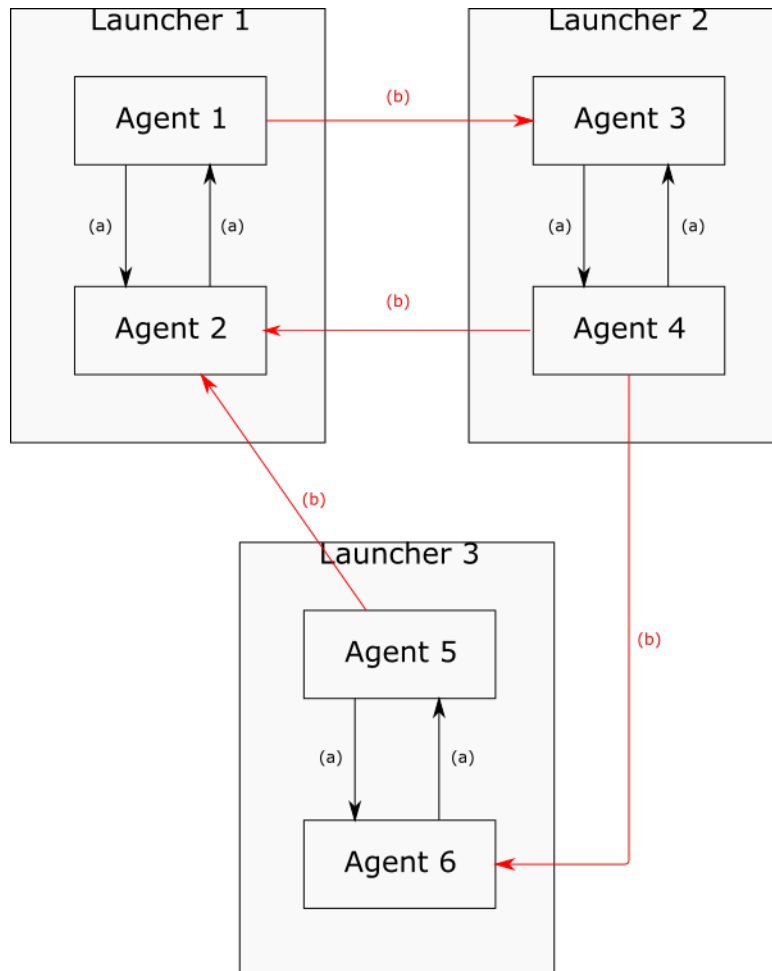 Launcher 1
Launcher 2
Agent 1
(b)
Agent 3
(a)
(a)
(a)
(a)
Agent 2
(b)
Agent 4
(b)
Launcher 3
Agent 5
(b)
(a)
(a)
Agent 6